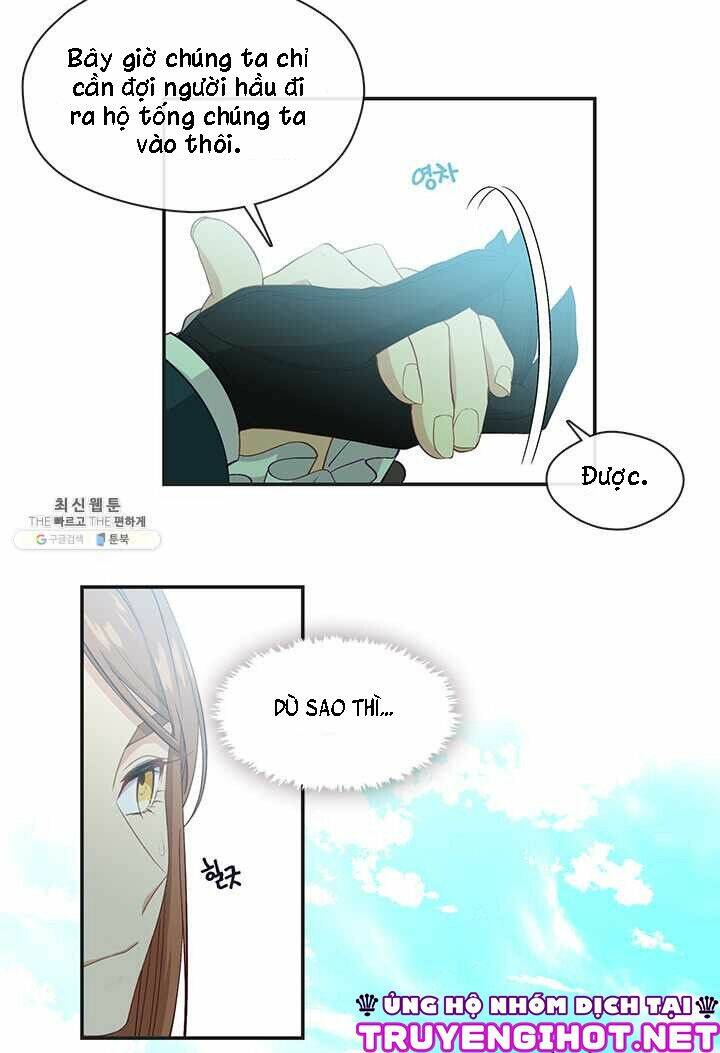 Bây giờ chúng ta chỉ
cần đợi người hầu đi
ra hộ tống chúng ta
vào thôi.
영차
Được.
최신웹툰
THE 빠르고 THE 편하게
G 구글검색 툰북
DÙ SAO THÌ...
힐긋
ỦNG HỘ NHÓM DỊCH TẠI
TRUYENGIHOT.NET